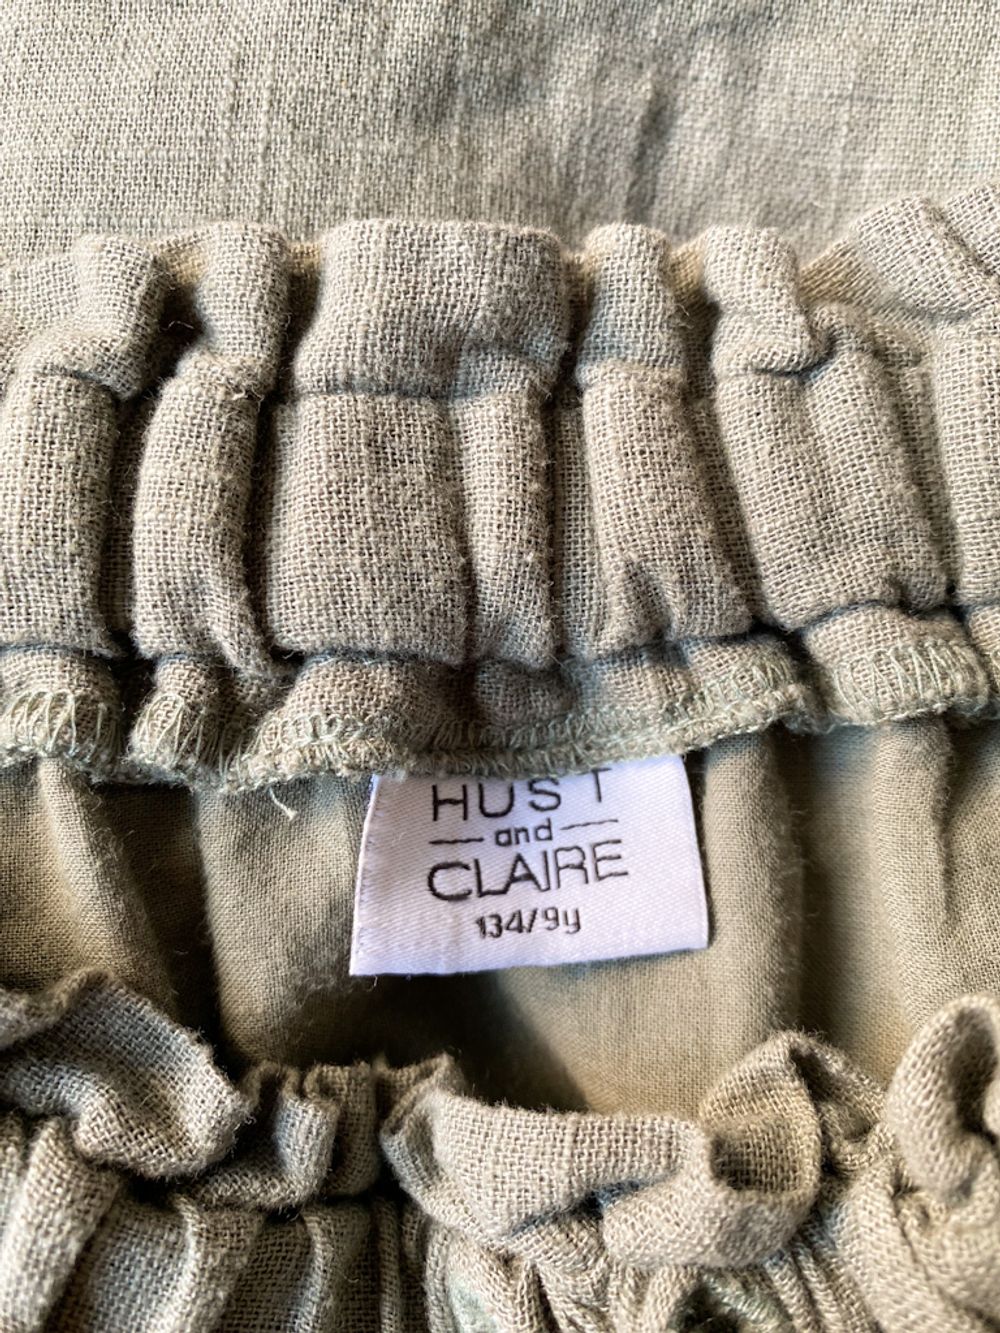 HUST
and
CLAIRE
134/9y